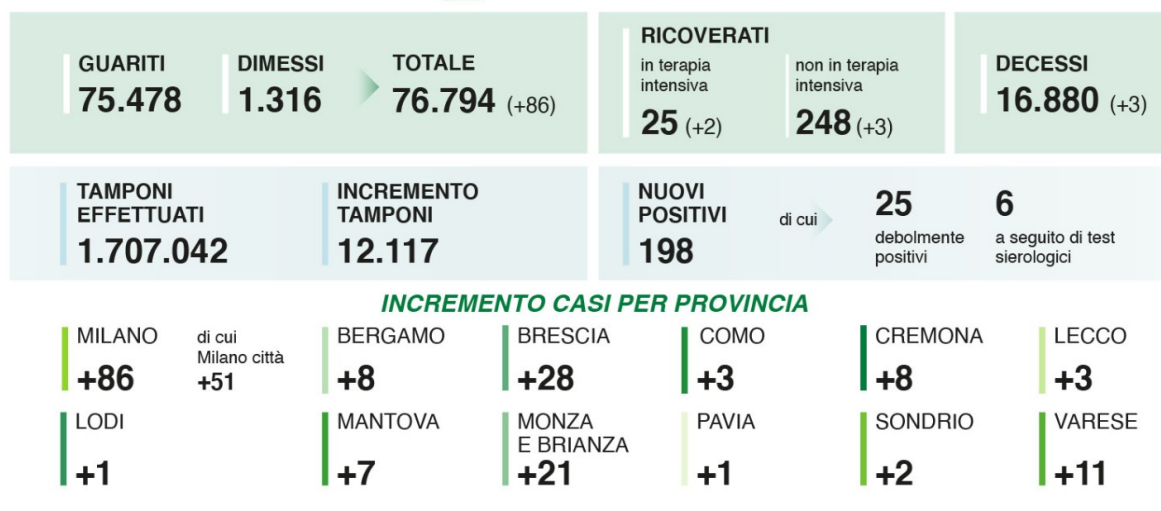 GUARITI
75.478
DIMESSI
1.316
TOTALE
76.794 (+86)
RICOVERATI
in terapia
intensiva
25 (+2)
non in terapia
intensiva
248 (+3)
DECESSI
16.880 (+3)
TAMPONI
EFFETTUATI
1.707.042
INCREMENTO
TAMPONI
12.117
NUOVI
POSITIVI
198
di cui
25
debolmente
positivi
6
a seguito di test
sierologici
INCREMENTO CASI PER PROVINCIA
MILANO
+86
di cui
Milano città
+51
BERGAMO
+8
BRESCIA
+28
COMO
+3
CREMONA
+8
LECCO
+3
LODI
+1
MANTOVA
+7
MONZA
E BRIANZA
+21
PAVIA
+1
SONDRIO
+2
VARESE
+11